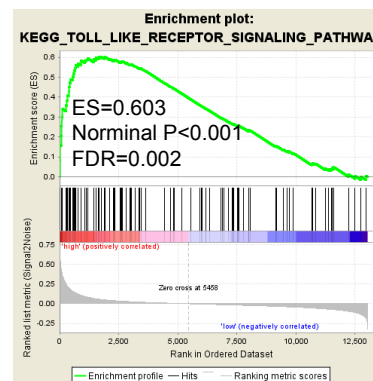 Enrichment plot:
KEGG_TOLL_LIKE_RECEPTOR_SIGNALING_PATHWA
Enrichment score (ES)
0.6
0.5
0.4
0.3
0.2
0.1
0.0
ES=0.603
Norminal P<0.001
FDR=0.002
Ranked list metric (Signal2Noise)
0.75
0.50
0.25
0.00
-0.25
'high' (positively correlated)
Zero cross at 5458
'low' (negatively correlated)
0 2,500 5,000 7,500 10,000 12,500
Rank in Ordered Dataset
Enrichment profile Hits Ranking metric scores